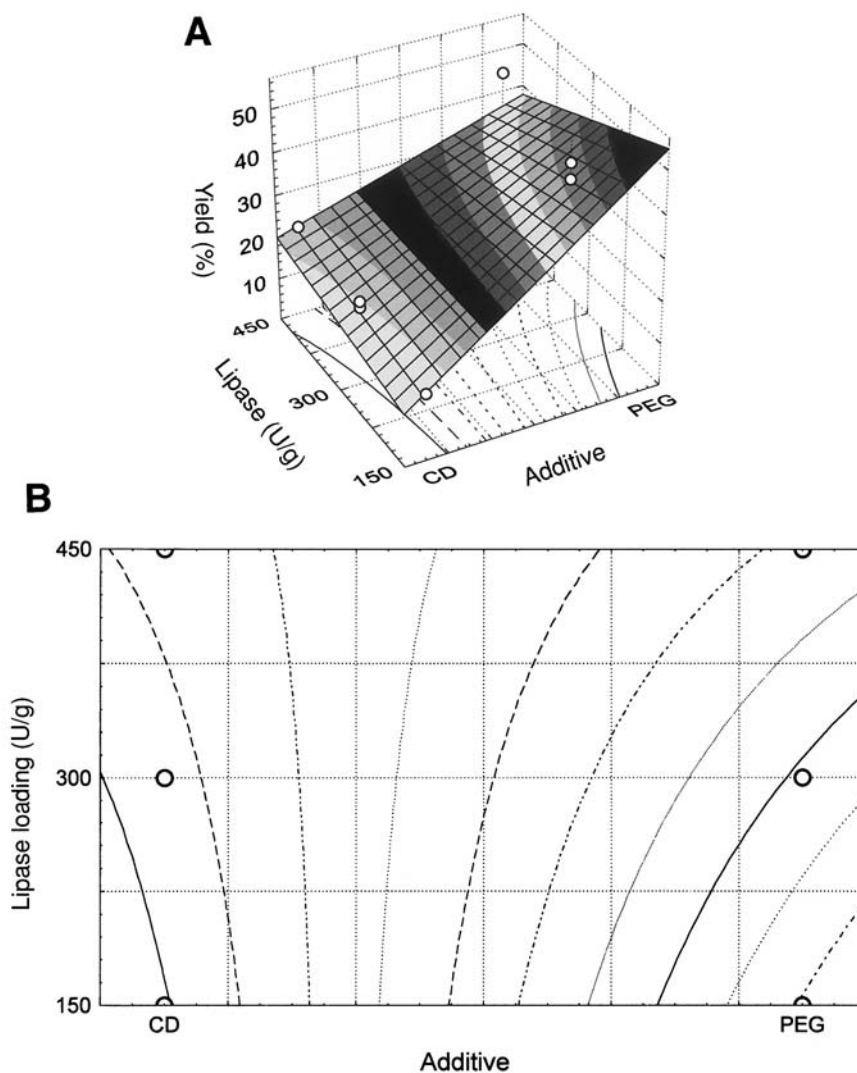 A
50
40
30
20
10
Yield (%)
450
300
150
Lipase (U/g)
CD
PEG
Additive
B
450
300
150
Lipase loading (U/g)
CD
PEG
Additive